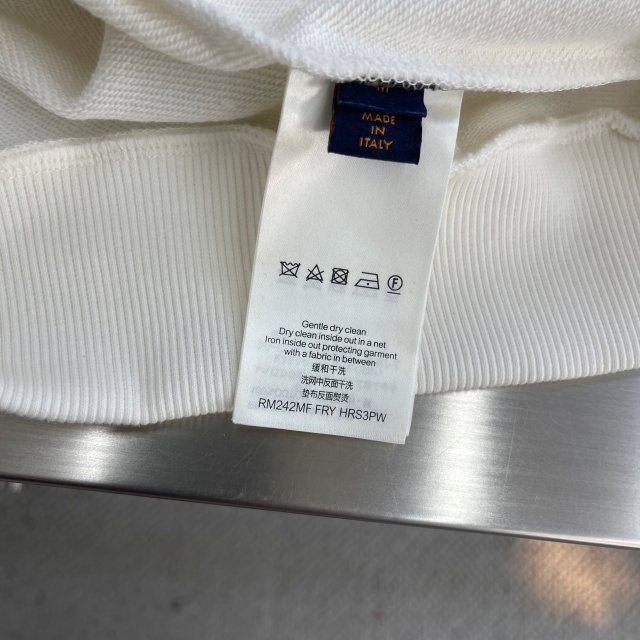 MADE
IN
ITALY
F
Gentle dry clean
Dry clean inside out in a net
Iron inside out protecting garment
with a fabric in between
缓和干洗
洗网中反面干洗
垫布反面熨烫
RM242MF FRY HRS3PW